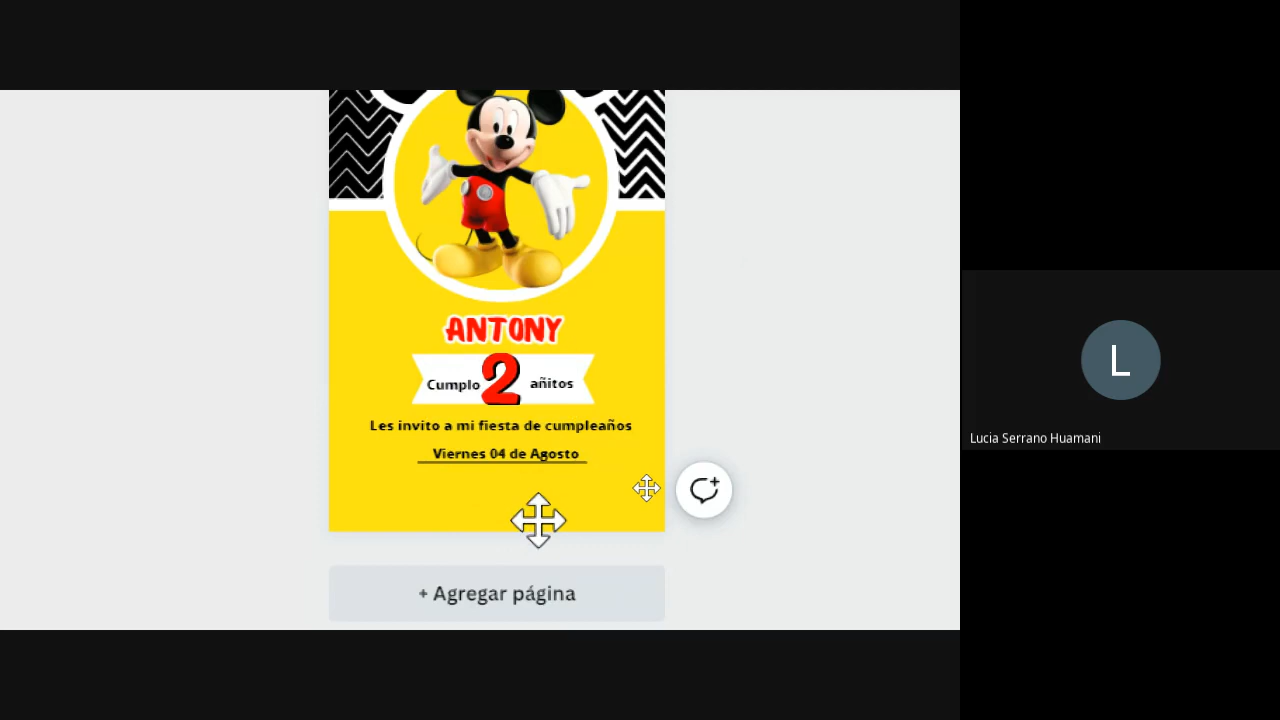 ANTONY
Cumplo 2 añitos
Les invito a mi fiesta de cumpleaños
Viernes 04 de Agosto
+ Agregar página
L
Lucia Serrano Huamani